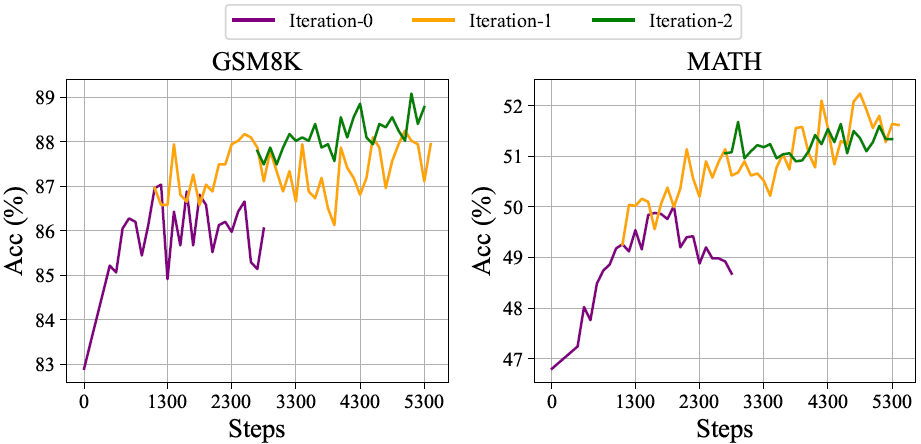 Iteration-0 Iteration-1 Iteration-2
GSM8K
Acc (%)
89
88
87
86
85
84
83
0 1300 2300 3300 4300 5300
Steps
MATH
Acc (%)
52
51
50
49
48
47
0 1300 2300 3300 4300 5300
Steps